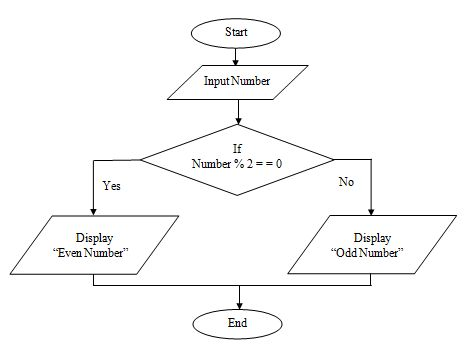 Start
Input Number
If
Number % 2 = = 0
Yes
No
Display
“Even Number”
Display
“Odd Number”
End